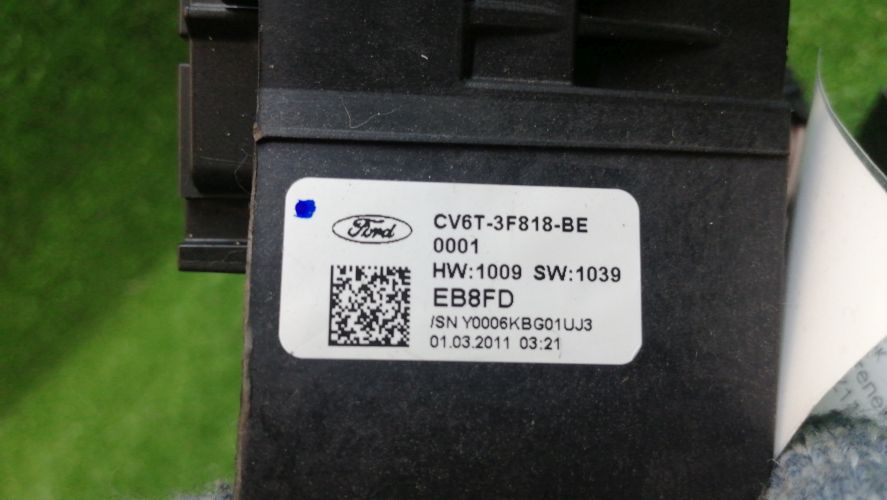 Ford
CV6T-3F818-BE
0001
HW:1009 SW:1039
EB8FD
/SN Y0006KBG01UJ3
01.03.2011 03:21